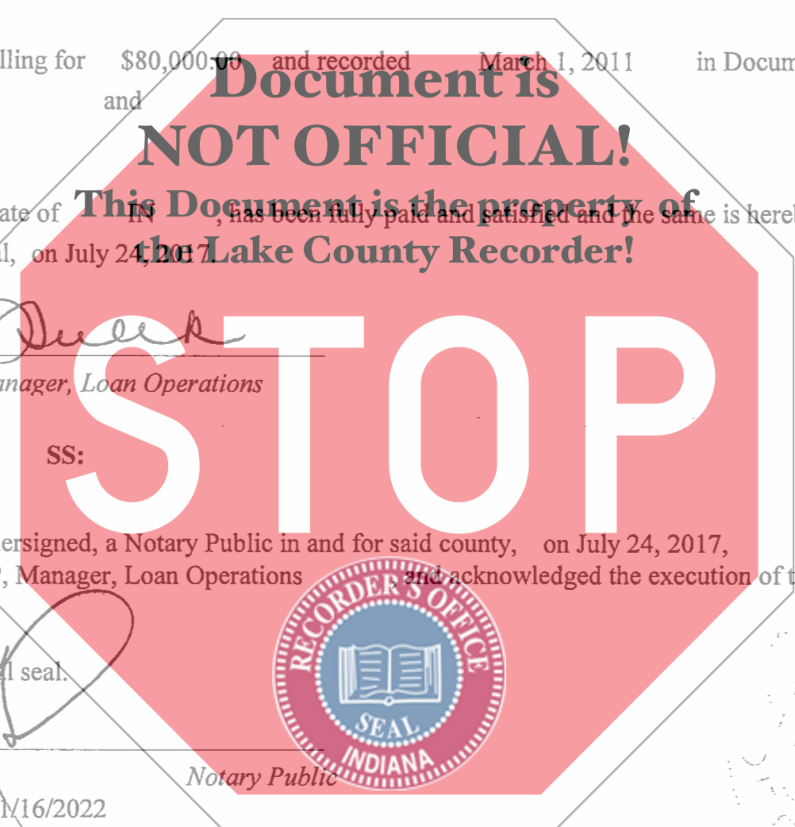 lling for $80,000.00 and recorded March 1, 2011 in Docum
Document is
and
NOT OFFICIAL!
This Document is the property of
ate of IN , has been fully paid and satisfied and the same is hereb
the Lake County Recorder!
al, on July 24, 2017.
anager, Loan Operations
STOP
SS:
ersigned, a Notary Public in and for said county, on July 24, 2017,
, Manager, Loan Operations , and acknowledged the execution of t
RECORDER'S OFFICE
SEAL
INDIANA
l seal.
Notary Public
1/16/2022